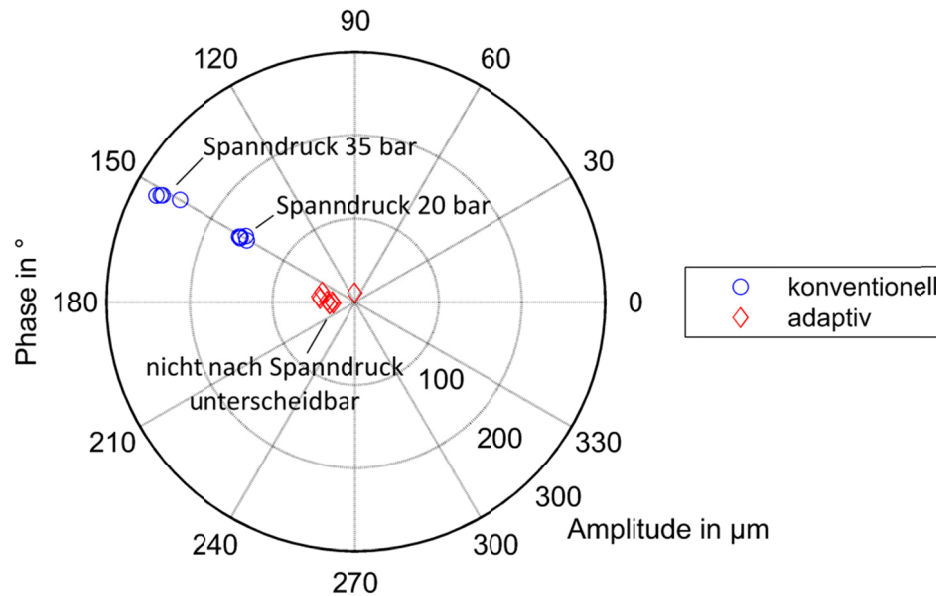 90
120
60
150
Spanndruck 35 bar
30
Spanndruck 20 bar
Phase in °
180
0
konventionell
adaptiv
nicht nach Spanndruck
unterscheidbar
100
200
210
330
300
Amplitude in µm
240
300
270